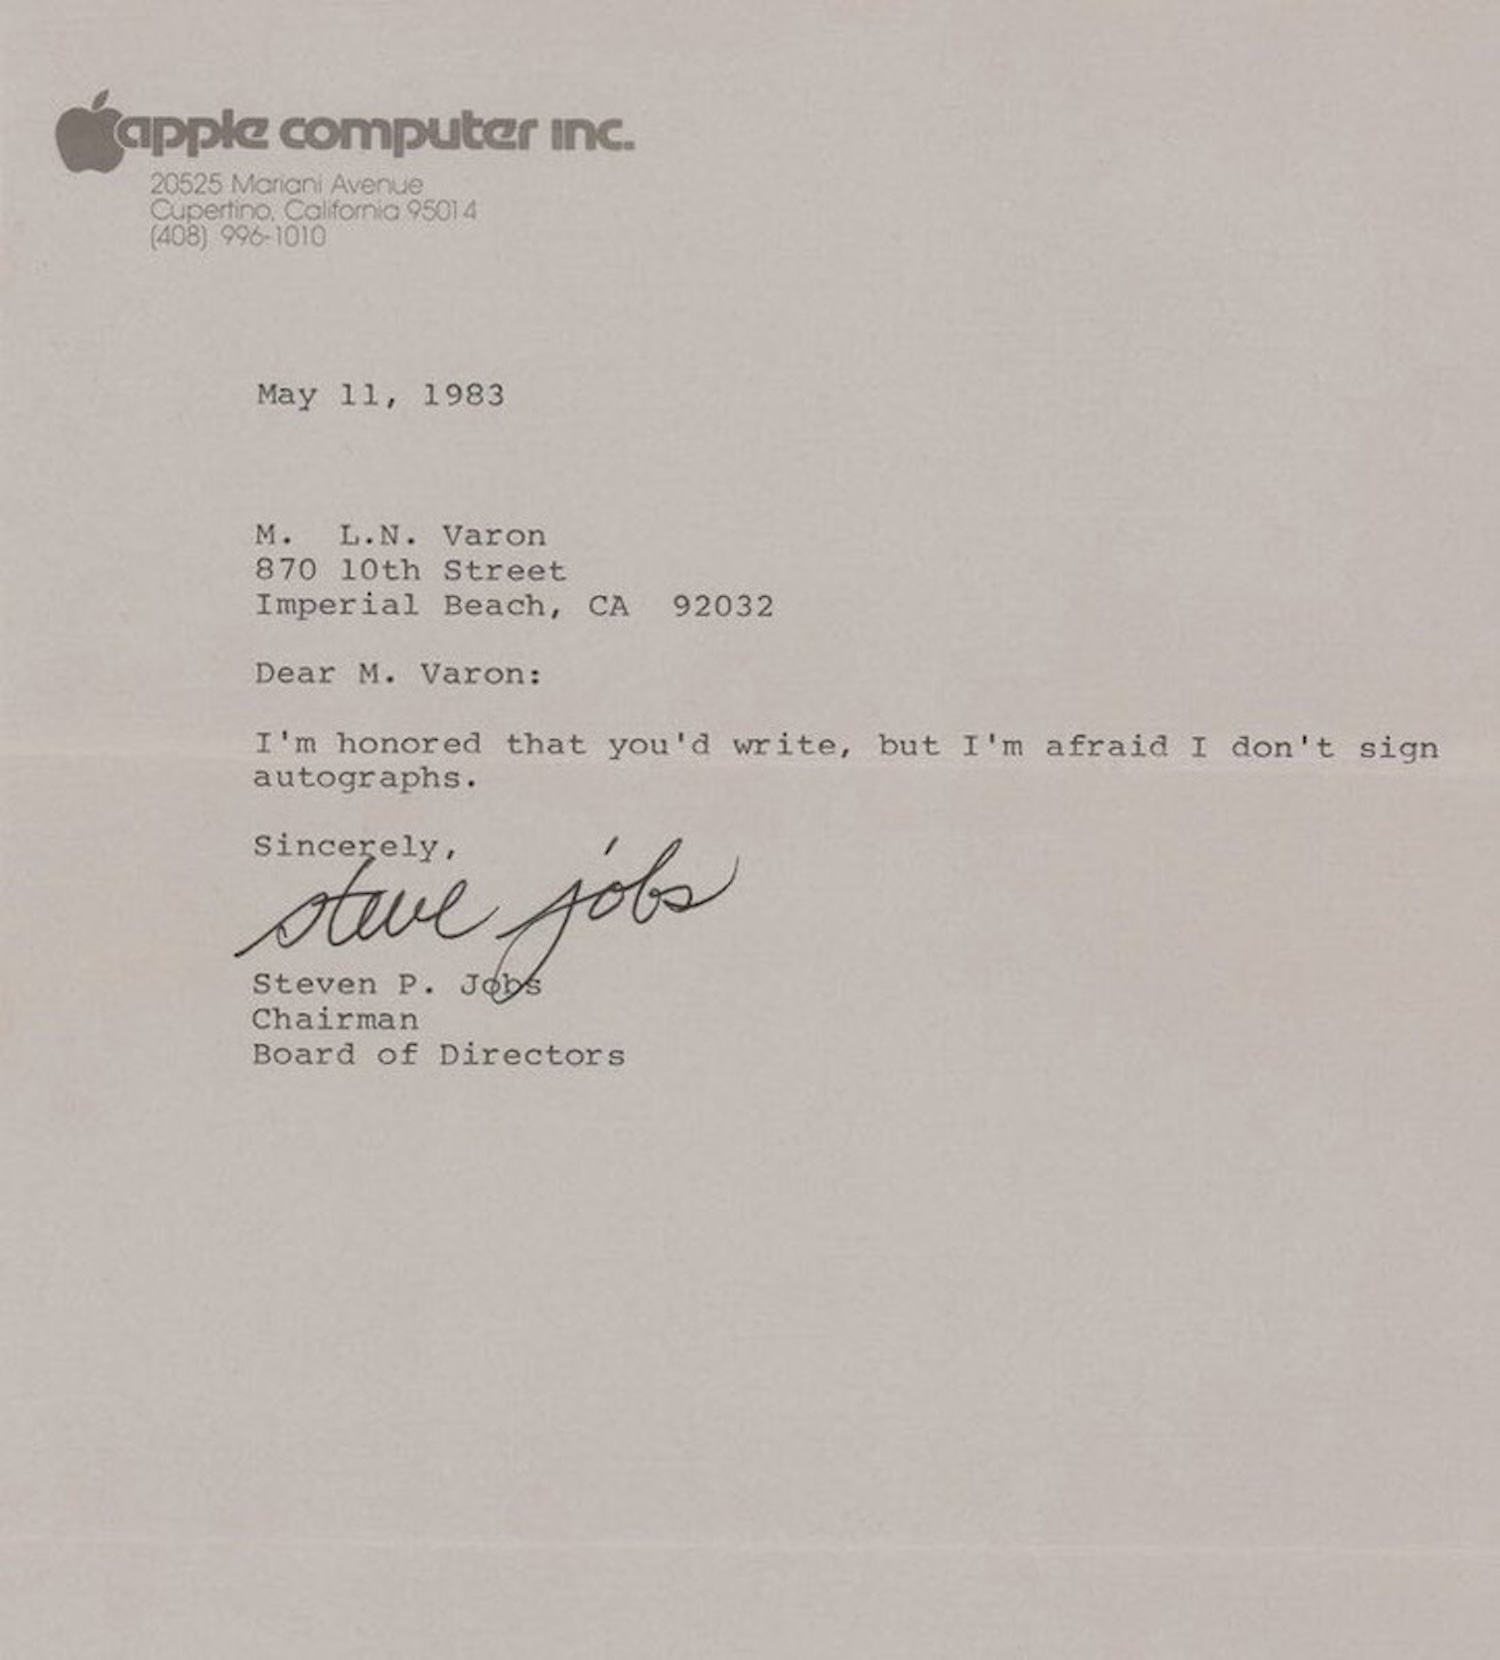 apple computer inc.
20525 Mariani Avenue
Cupertino, California 95014
(408) 996-1010
May 11, 1983
M.  L.N. Varon
870 10th Street
Imperial Beach, CA  92032
Dear M. Varon:
I'm honored that you'd write, but I'm afraid I don't sign
autographs.
Sincerely,
steve jobs
Steven P. Jobs
Chairman
Board of Directors